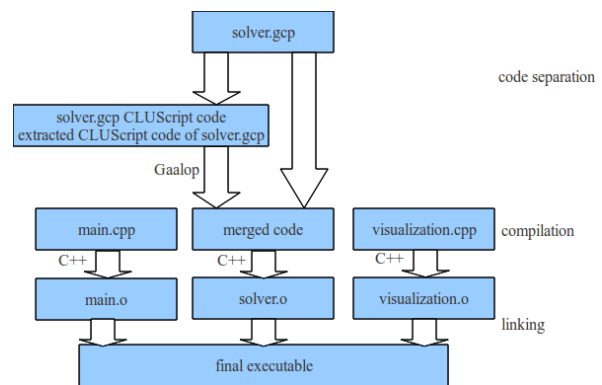 solver.gcp
code separation
solver.gcp CLUScript code
extracted CLUScript code of solver.gcp
Gaalop
main.cpp
merged code
visualization.cpp
compilation
C++
C++
C++
main.o
solver.o
visualization.o
linking
final executable